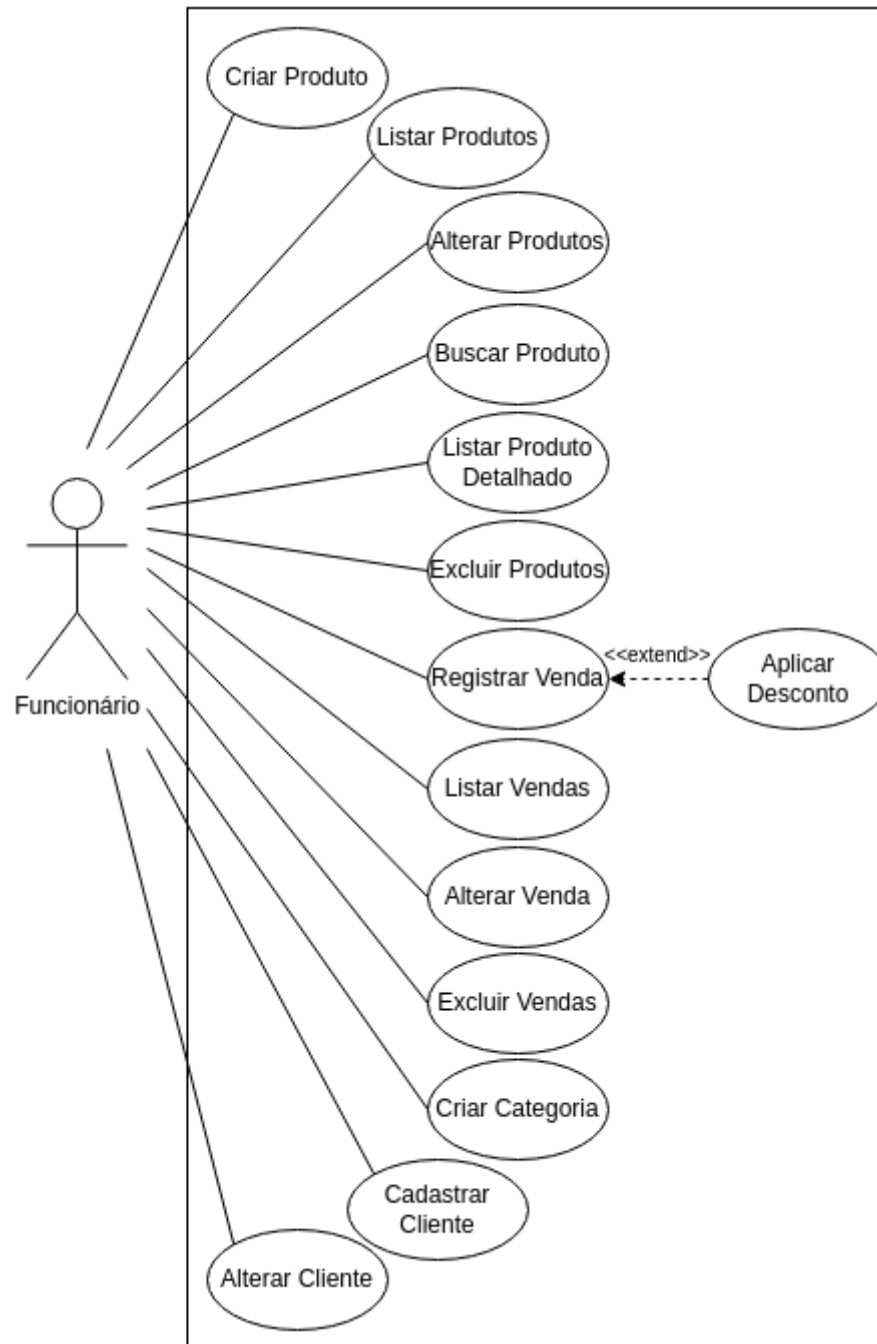 Criar Produto
Listar Produtos
Alterar Produtos
Buscar Produto
Listar Produto
Detalhado
Excluir Produtos
Registrar Venda
<<extend>>
Aplicar
Desconto
Funcionário
Listar Vendas
Alterar Venda
Excluir Vendas
Criar Categoria
Cadastrar
Cliente
Alterar Cliente